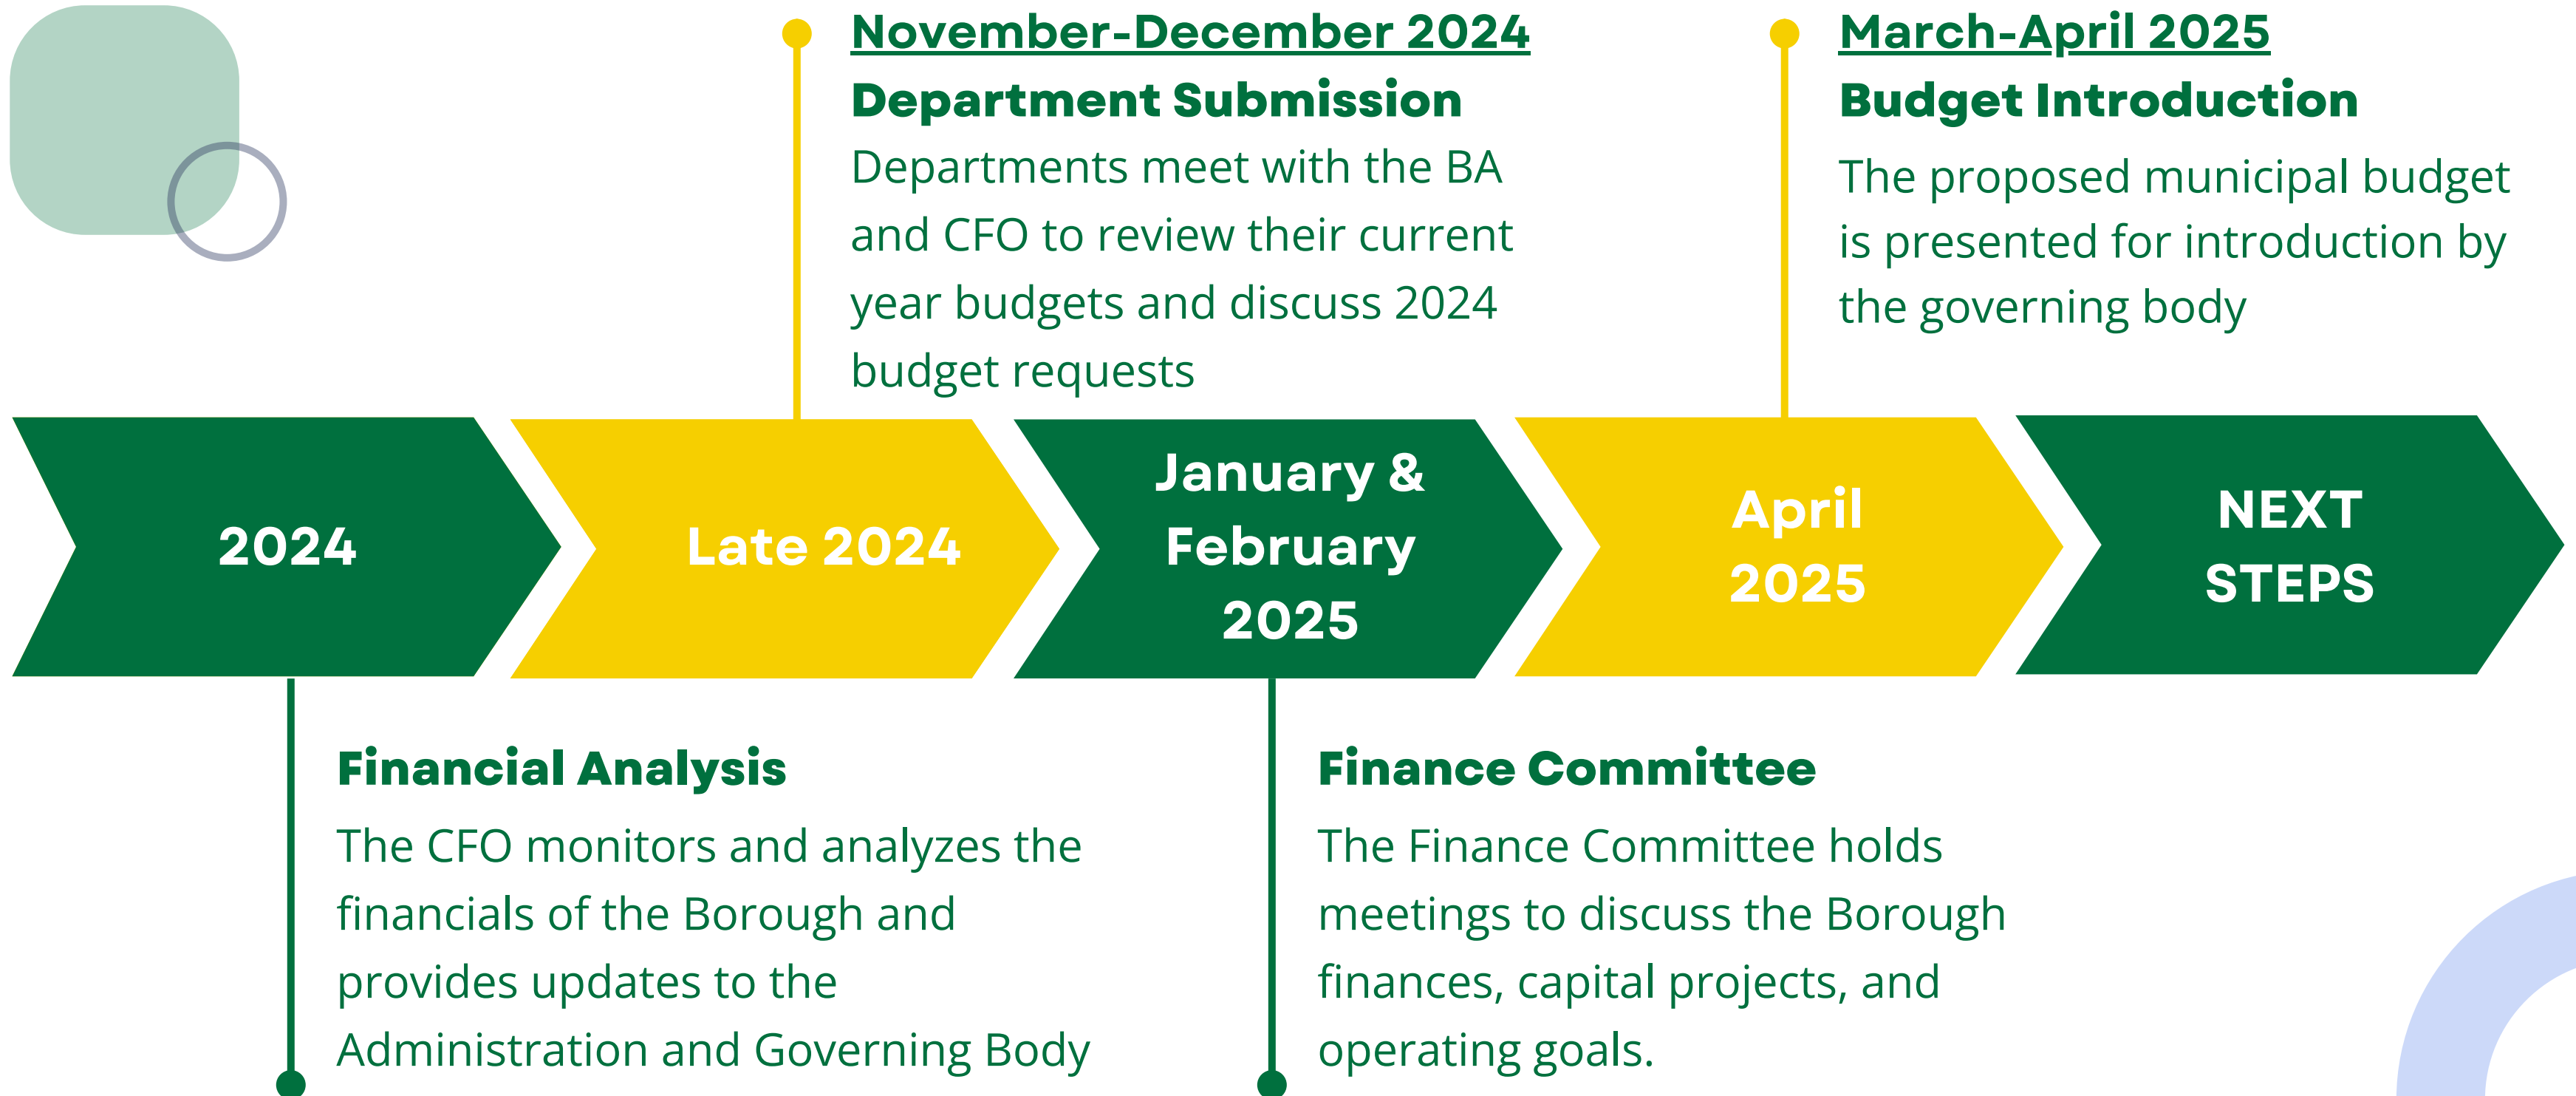 November-December 2024
Department Submission
Departments meet with the BA
and CFO to review their current
year budgets and discuss 2024
budget requests
March-April 2025
Budget Introduction
The proposed municipal budget
is presented for introduction by
the governing body
2024
Late 2024
January &
February
2025
April
2025
NEXT
STEPS
Financial Analysis
The CFO monitors and analyzes the
financials of the Borough and
provides updates to the
Administration and Governing Body
Finance Committee
The Finance Committee holds
meetings to discuss the Borough
finances, capital projects, and
operating goals.